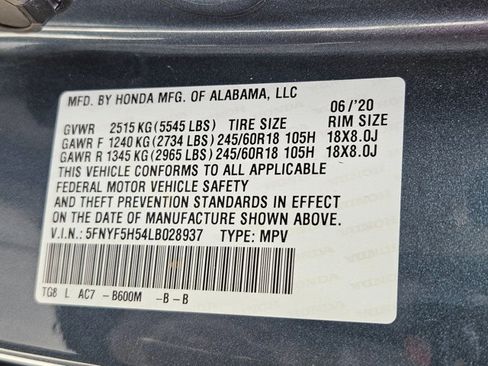 MFD. BY HONDA MFG. OF ALABAMA, LLC
06/'20
GVWR 2515 KG (5545 LBS) TIRE SIZE RIM SIZE
GAWR F 1240 KG (2734 LBS) 245/60R18 105H 18X8.0J
GAWR R 1345 KG (2965 LBS) 245/60R18 105H 18X8.0J
THIS VEHICLE CONFORMS TO ALL APPLICABLE
FEDERAL MOTOR VEHICLE SAFETY
AND THEFT PREVENTION STANDARDS IN EFFECT
ON THE DATE OF MANUFACTURE SHOWN ABOVE.
V.I.N.: 5FNYF5H54LB028937 TYPE: MPV
TG8 L AC7 -B600M -B-B